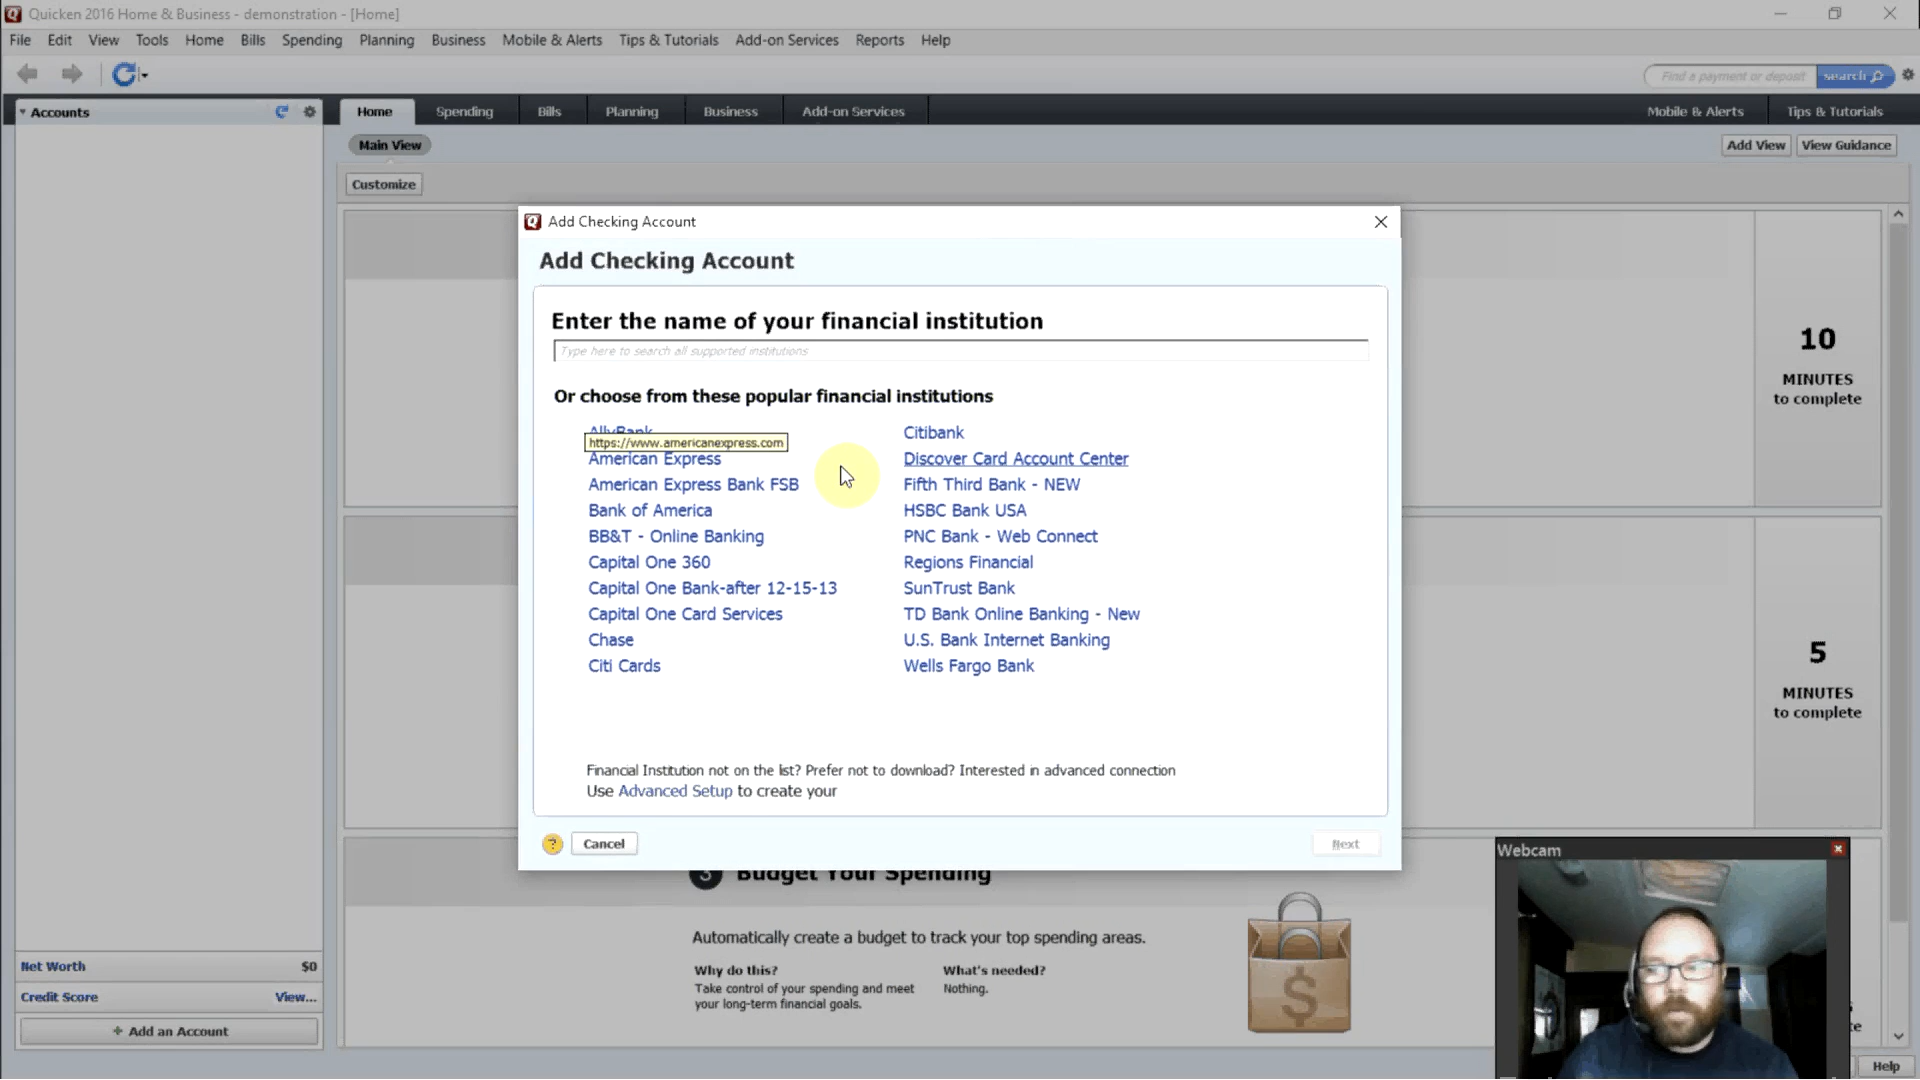 Quicken 2016 Home & Business - demonstration - [Home]
File Edit View Tools Home Bills Spending Planning Business Mobile & Alerts Tips & Tutorials Add-on Services Reports Help
Find a payment or deposit search
Accounts
Home Spending Bills Planning Business Add-on Services Mobile & Alerts Tips & Tutorials
Main View Add View View Guidance
Customize
Add Checking Account
Add Checking Account
Enter the name of your financial institution
Type here to search all supported institutions
Or choose from these popular financial institutions
AllyBank
https://www.americanexpress.com
American Express
American Express Bank FSB
Bank of America
BB&T - Online Banking
Capital One 360
Capital One Bank-after 12-15-13
Capital One Card Services
Chase
Citi Cards
Citibank
Discover Card Account Center
Fifth Third Bank - NEW
HSBC Bank USA
PNC Bank - Web Connect
Regions Financial
SunTrust Bank
TD Bank Online Banking - New
U.S. Bank Internet Banking
Wells Fargo Bank
Financial Institution not on the list? Prefer not to download? Interested in advanced connection
Use Advanced Setup to create your
? Cancel Next
10
MINUTES
to complete
5
MINUTES
to complete
3 Budget Your Spending
Automatically create a budget to track your top spending areas.
Why do this?
Take control of your spending and meet
your long-term financial goals.
What's needed?
Nothing.
$
Net Worth $0
Credit Score View...
+ Add an Account
Webcam
Help